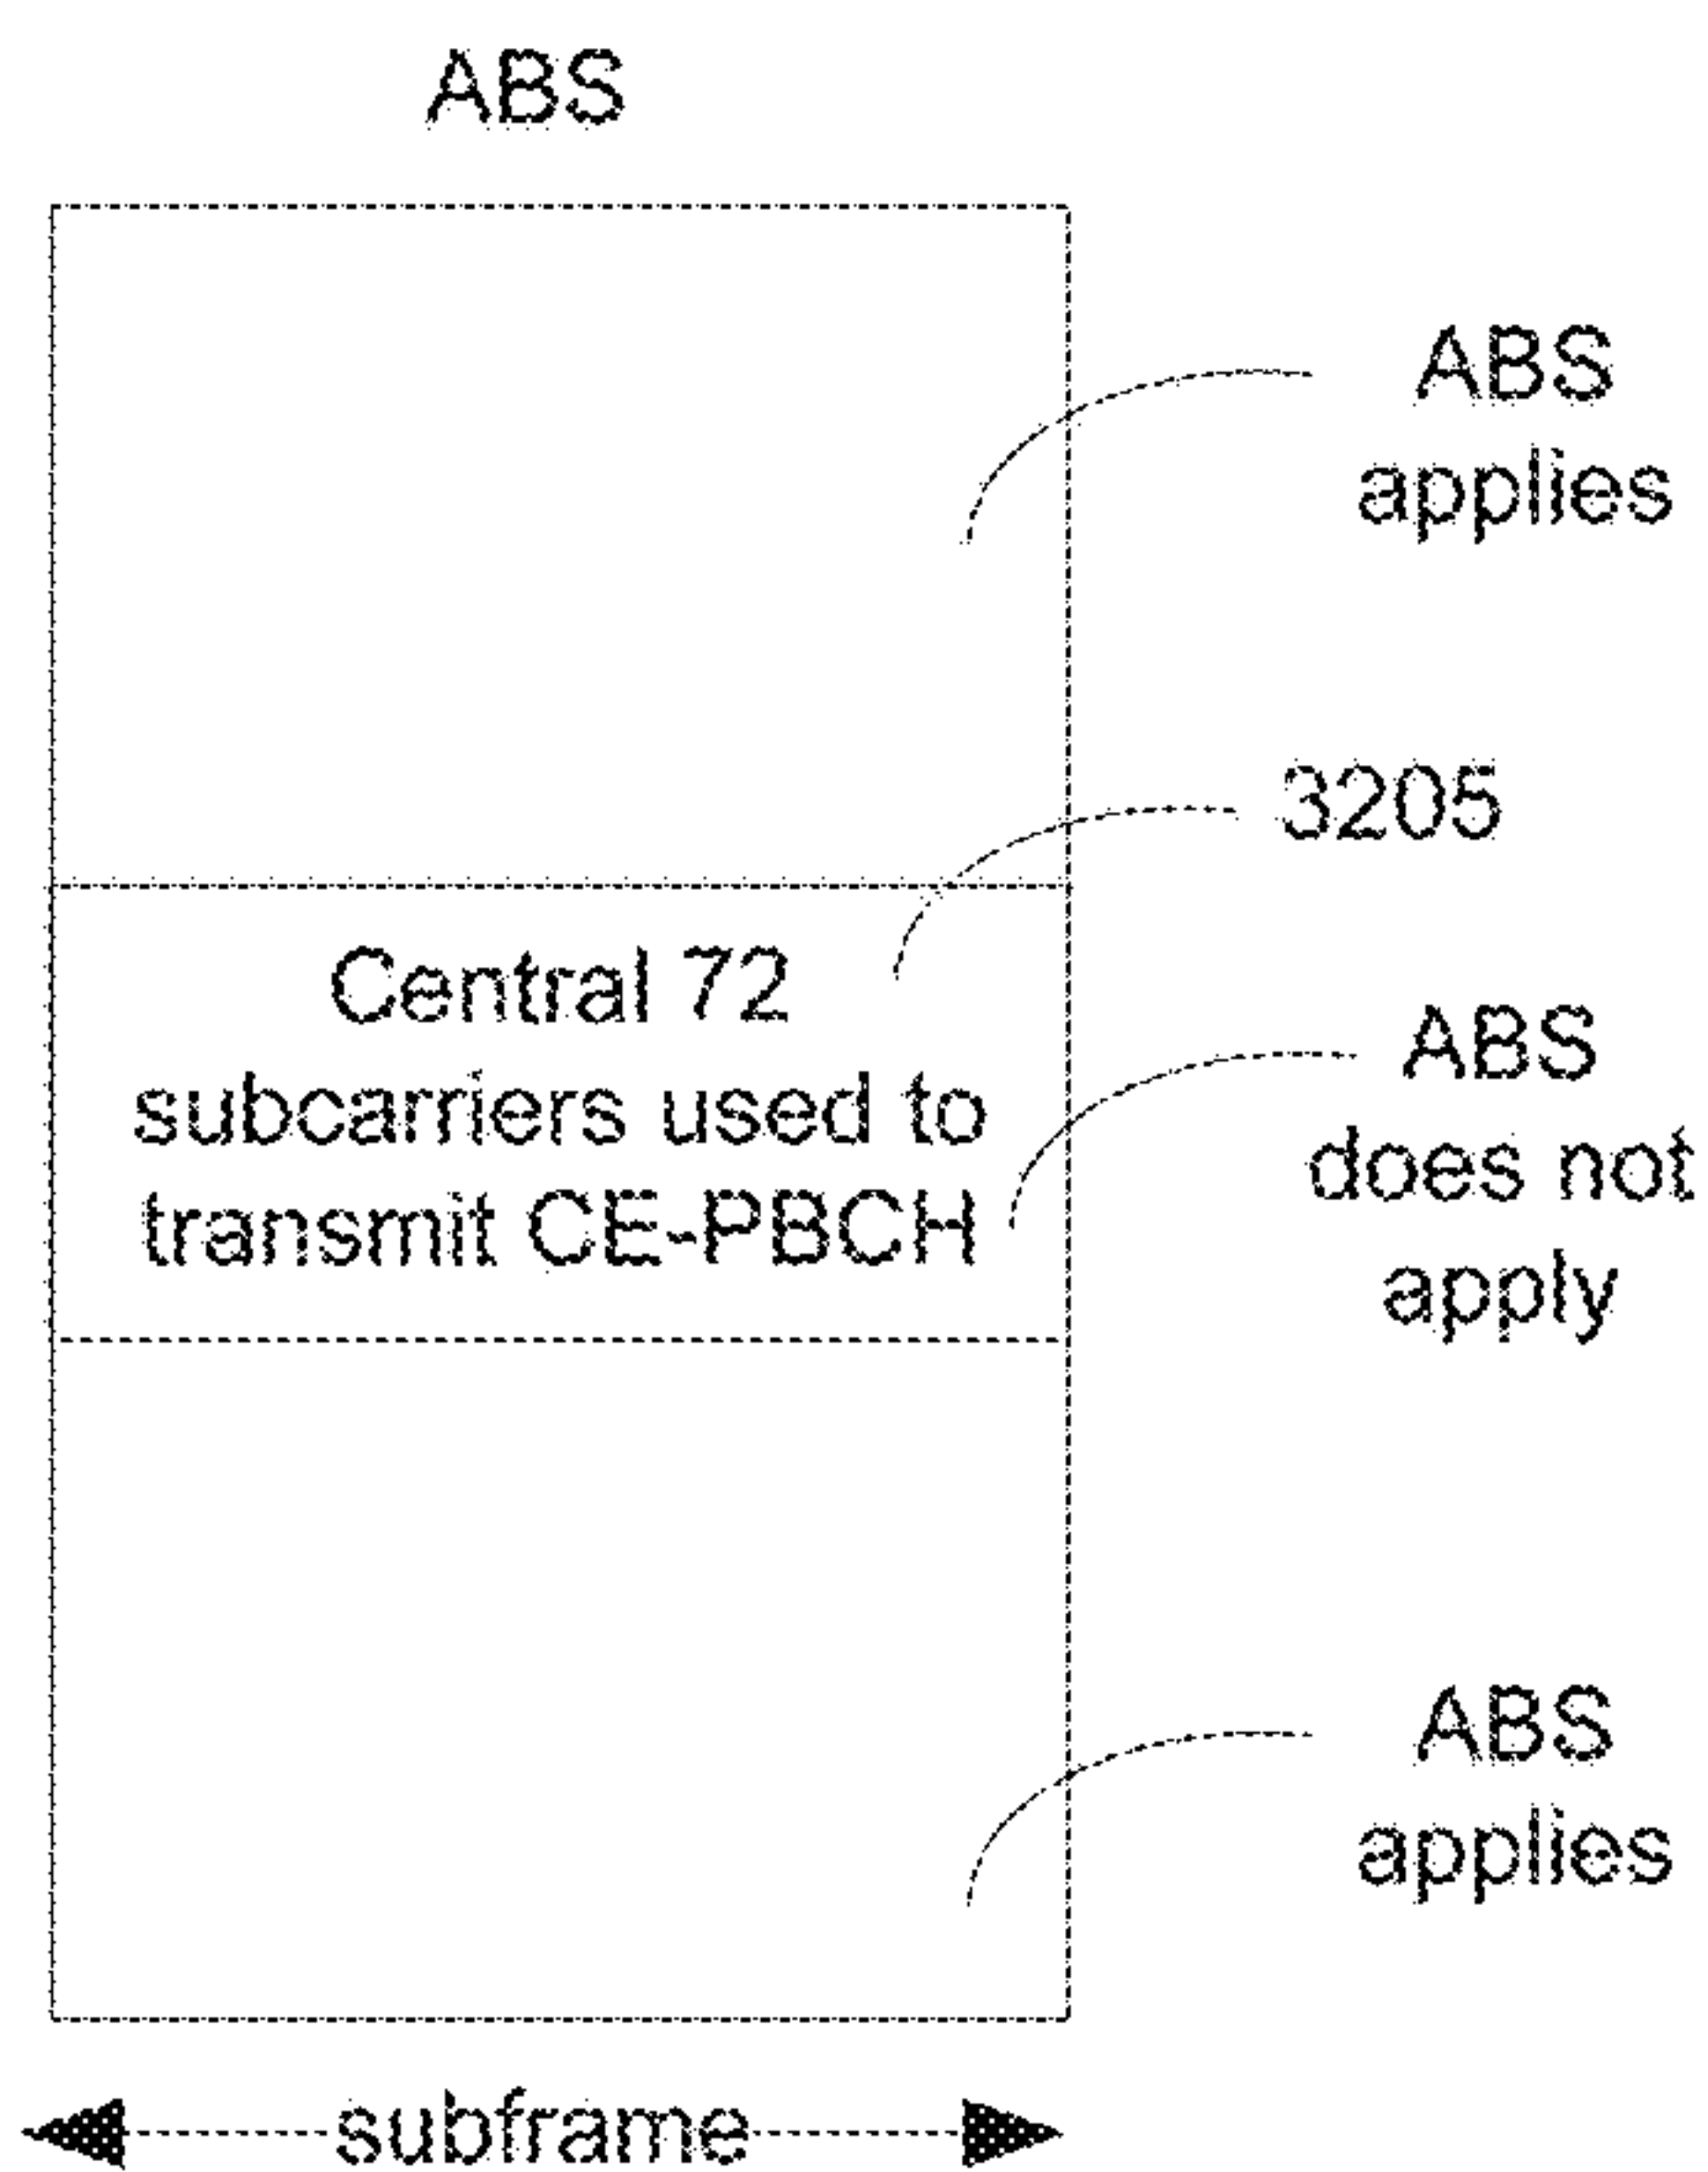 ABS
ABS
applies
3205
Central 72
subcarriers used to
transmit CE-PBCH
ABS
does not
apply
ABS
applies
subframe